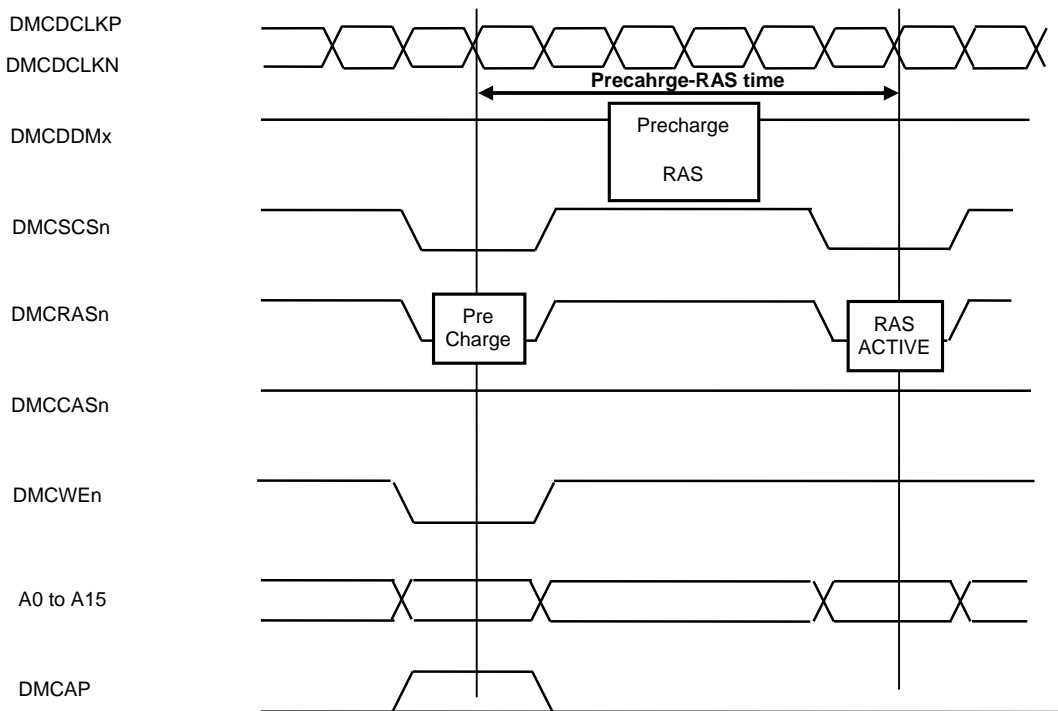 DMCDCLKP
DMCDCLKN
Precahrge-RAS time
DMCDDMx
Precharge
RAS
DMCSCSn
DMCRASn
Pre
Charge
RAS
ACTIVE
DMCCASn
DMCWEn
A0 to A15
DMCAP